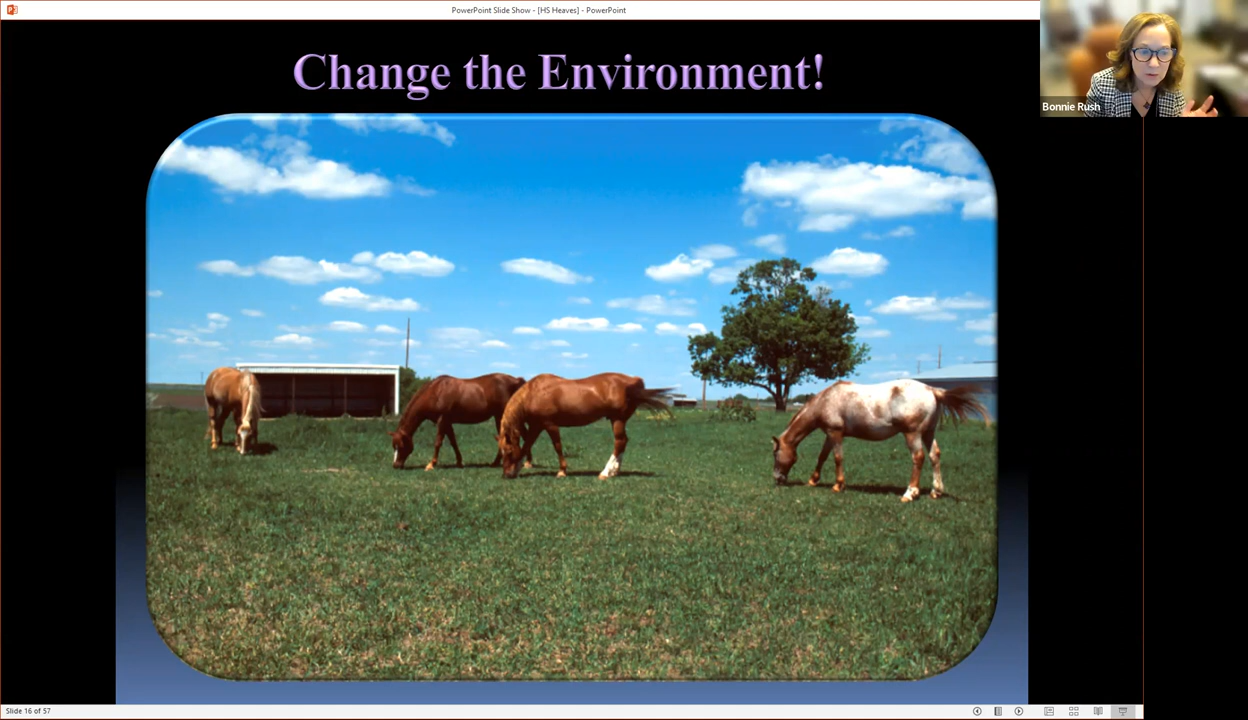 PowerPoint Slide Show - [HS Heaves] - PowerPoint
Change the Environment!
Bonnie Rush
Slide 16 of 57